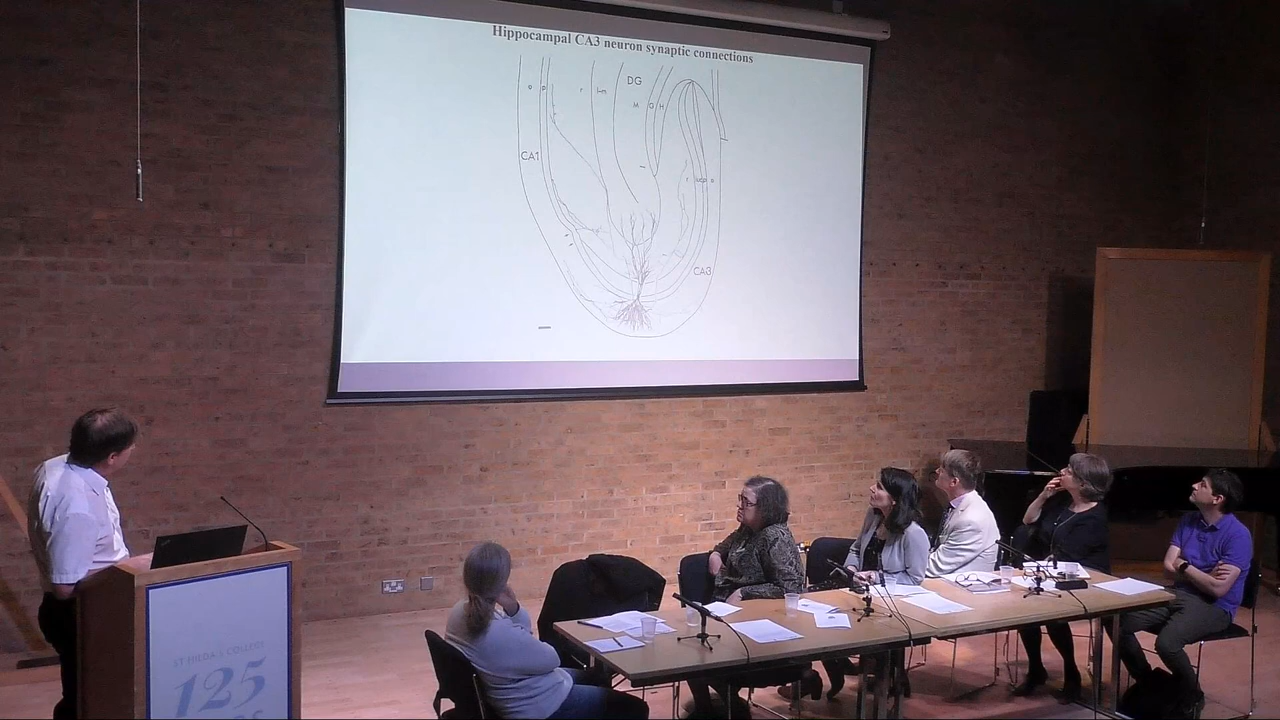 Hippocampal CA3 neuron synaptic connections
DG
M G H
CA1
CA3
ST HILDA'S COLLEGE
125